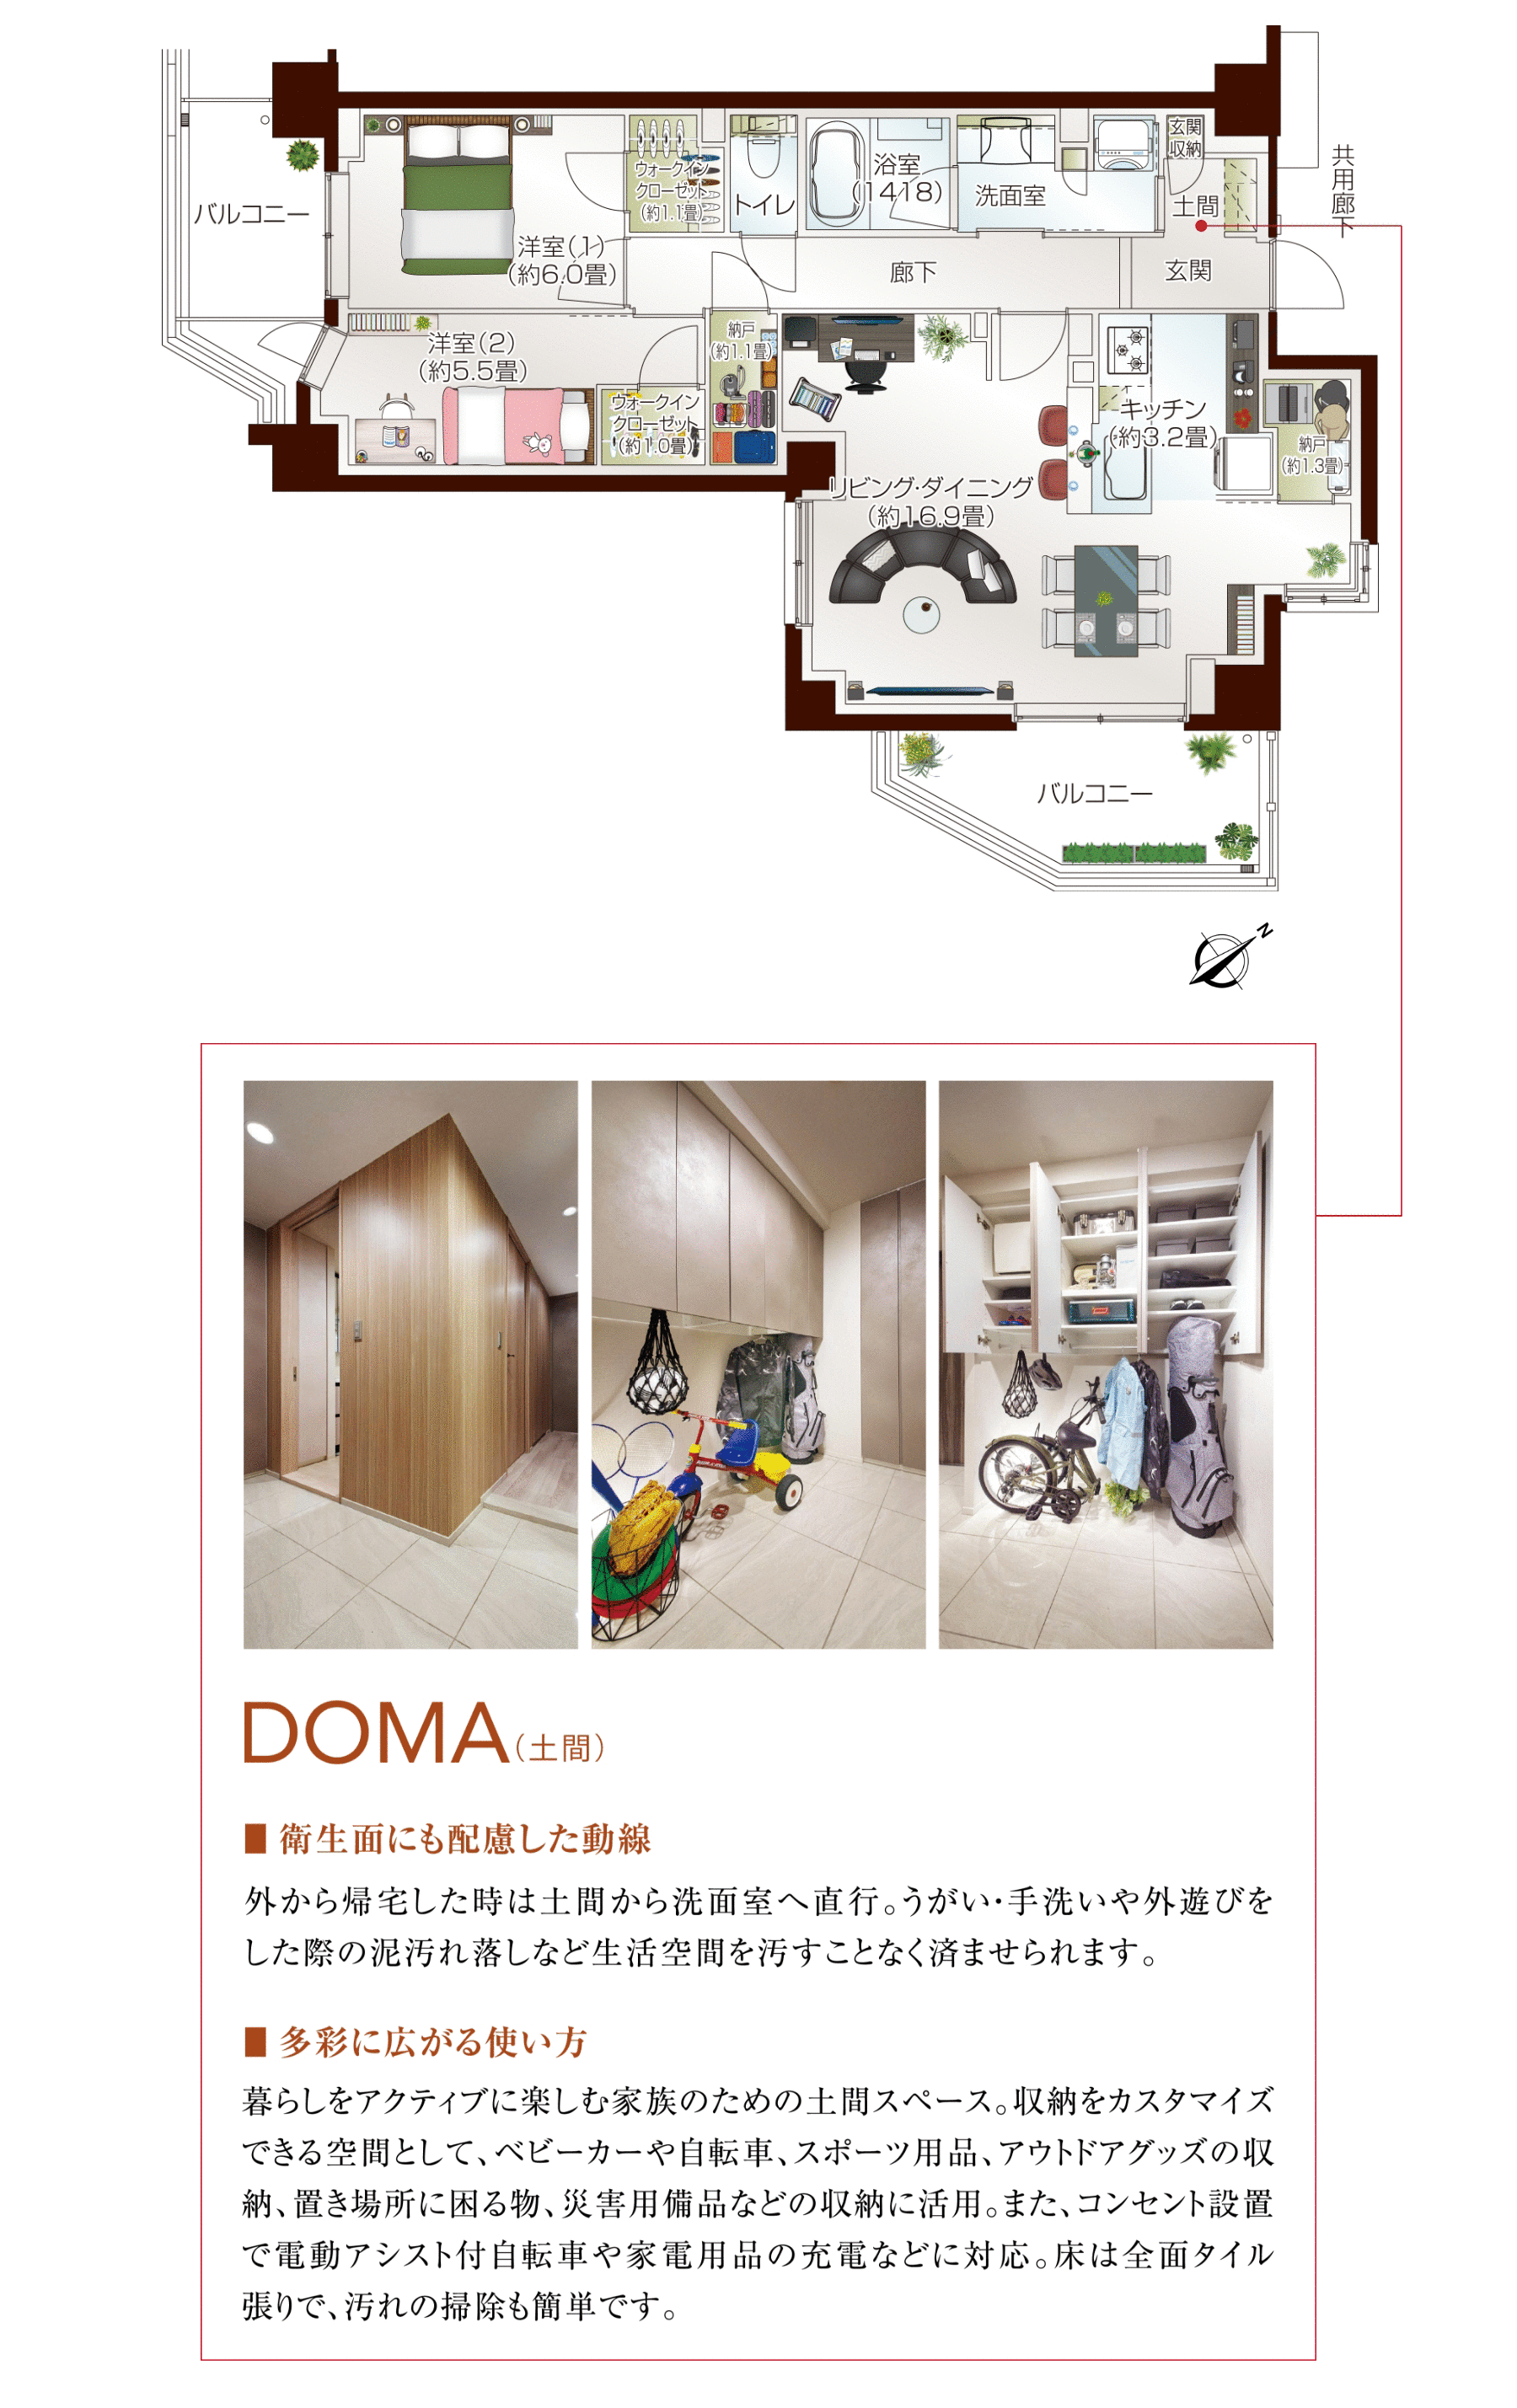 バルコニー
洋室(1)
(約6.0畳)
ウォークイン
クローゼット
(約1.1畳)
トイレ
浴室
(1418)
洗面室
玄関
収納
土間
共用廊下
廊下
玄関
洋室(2)
(約5.5畳)
ウォークイン
クローゼット
(約1.0畳)
納戸
(約1.1畳)
キッチン
(約3.2畳)
納戸
(約1.3畳)
リビング・ダイニング
(約16.9畳)
バルコニー
N
DOMA(土間)
■ 衛生面にも配慮した動線
外から帰宅した時は土間から洗面室へ直行。うがい・手洗いや外遊びを
した際の泥汚れ落しなど生活空間を汚すことなく済ませられます。
■ 多彩に広がる使い方
暮らしをアクティブに楽しむ家族のための土間スペース。収納をカスタマイズ
できる空間として、ベビーカーや自転車、スポーツ用品、アウトドアグッズの収
納、置き場所に困る物、災害用備品などの収納に活用。また、コンセント設置
で電動アシスト付自転車や家電用品の充電などに対応。床は全面タイル
張りで、汚れの掃除も簡単です。